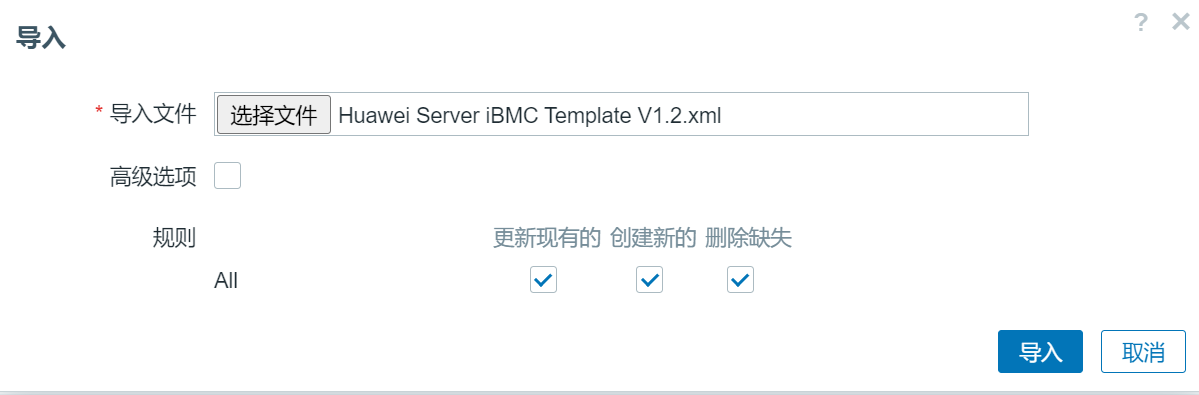 导入
? ×
* 导入文件 选择文件 Huawei Server iBMC Template V1.2.xml
高级选项
规则 更新现有的 创建新的 删除缺失
All
导入 取消